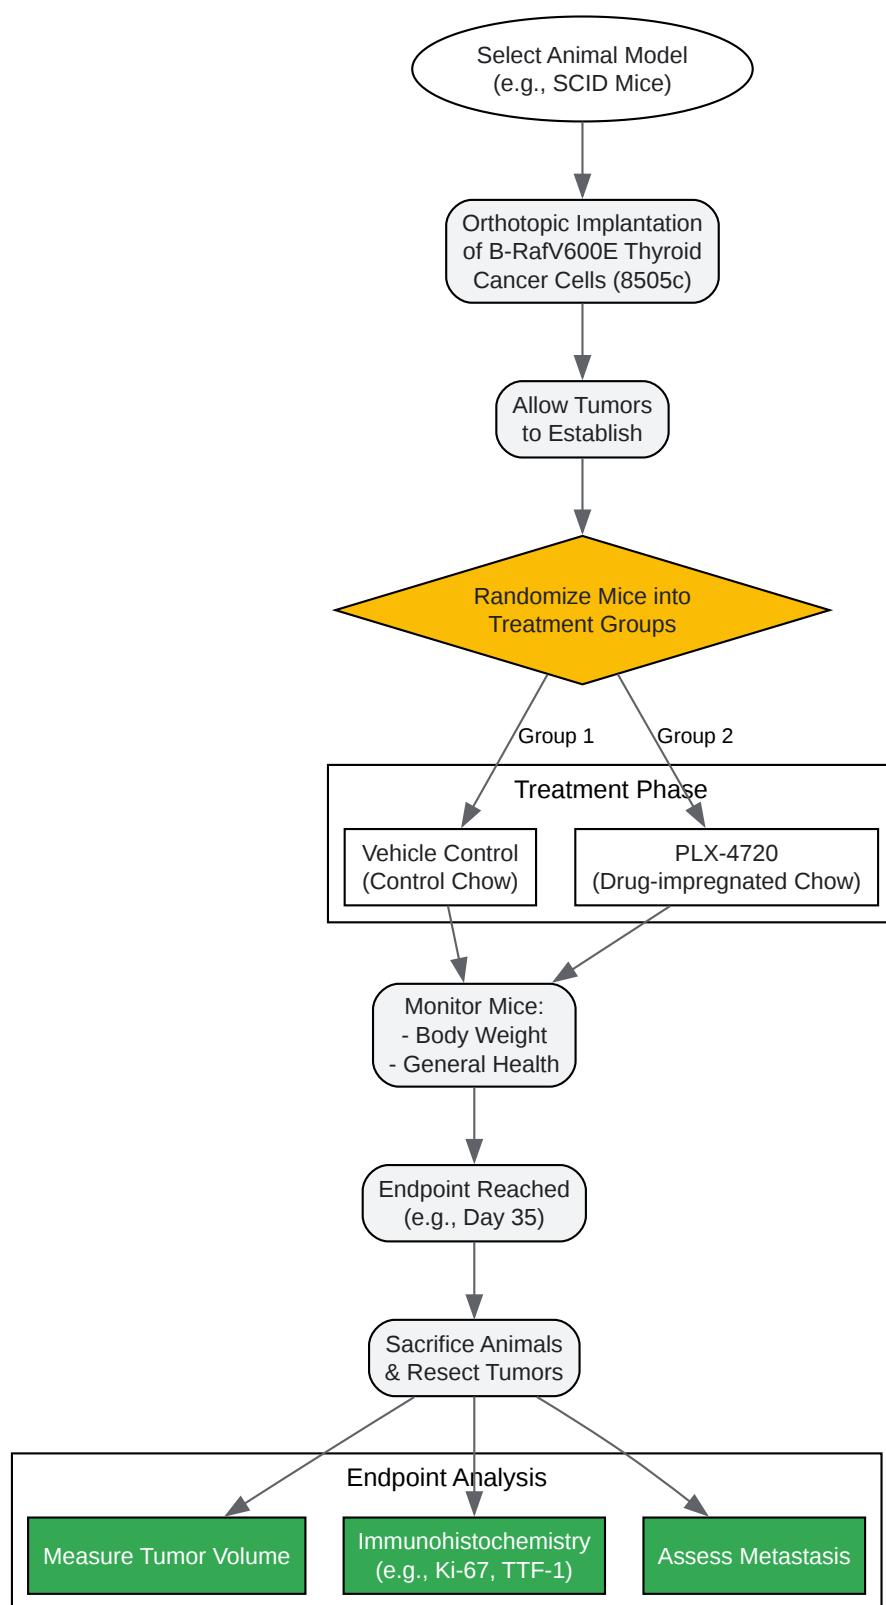 Select Animal Model
(e.g., SCID Mice)
Orthotopic Implantation
of B-RafV600E Thyroid
Cancer Cells (8505c)
Allow Tumors
to Establish
Randomize Mice into
Treatment Groups
Group 1
Group 2
Treatment Phase
Vehicle Control
(Control Chow)
PLX-4720
(Drug-impregnated Chow)
Monitor Mice:
- Body Weight
- General Health
Endpoint Reached
(e.g., Day 35)
Sacrifice Animals
& Resect Tumors
Endpoint Analysis
Measure Tumor Volume
Immunohistochemistry
(e.g., Ki-67, TTF-1)
Assess Metastasis